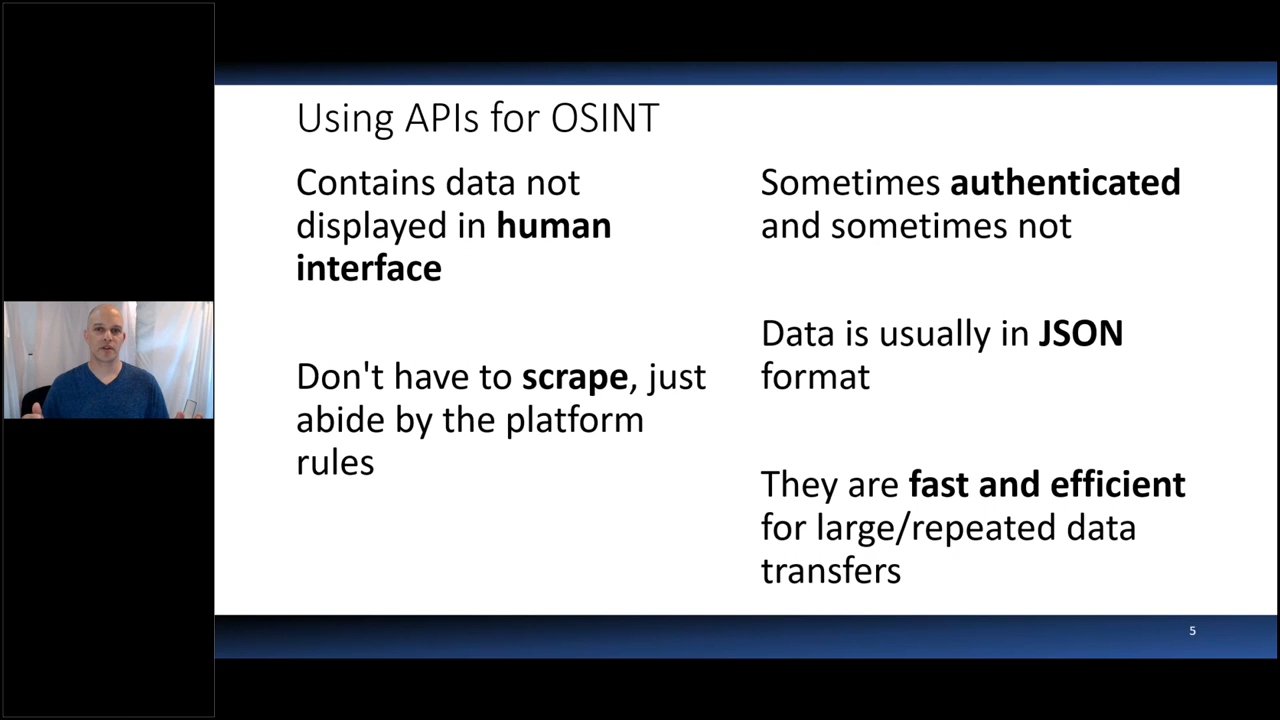 Using APIs for OSINT
Contains data not
displayed in human
interface
Don't have to scrape, just
abide by the platform
rules
Sometimes authenticated
and sometimes not
Data is usually in JSON
format
They are fast and efficient
for large/repeated data
transfers
5